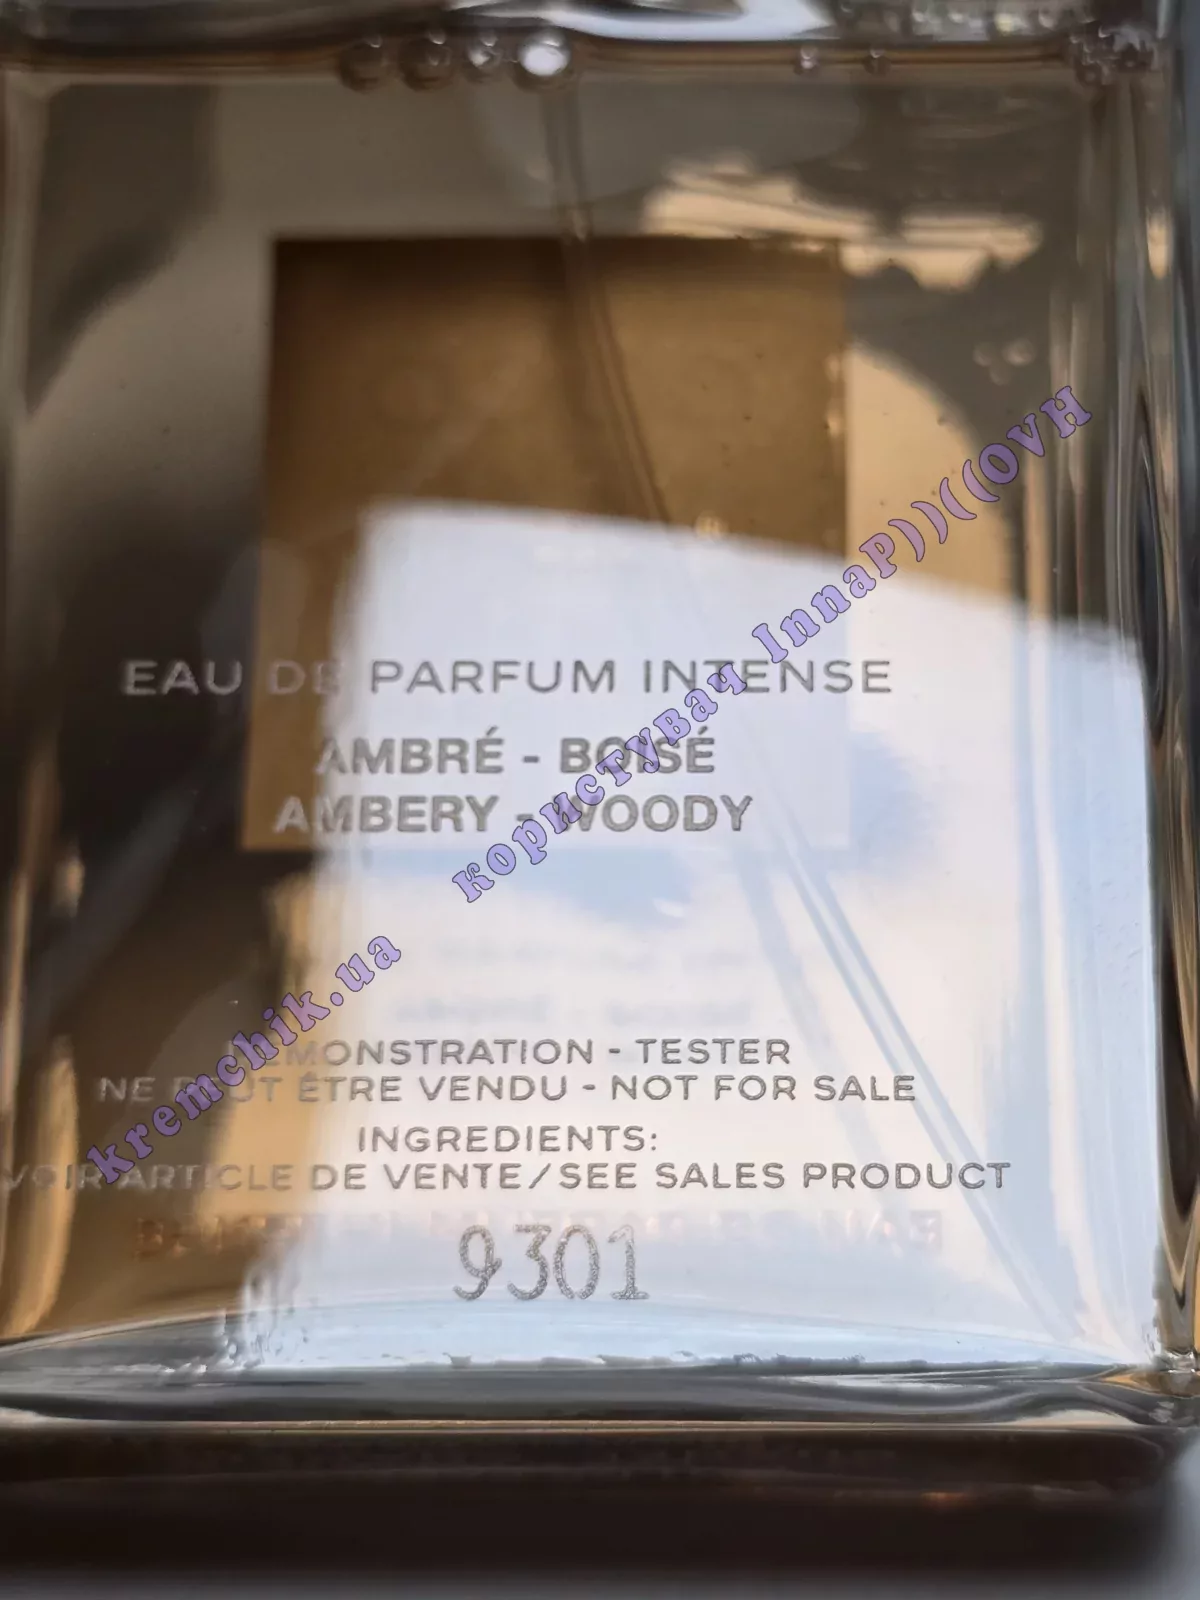 EAU DE PARFUM INTENSE
AMBRÉ - BOISÉ
AMBERY - WOODY
DEMONSTRATION - TESTER
NE PEUT ÊTRE VENDU - NOT FOR SALE
INGREDIENTS:
VOIR ARTICLE DE VENTE/SEE SALES PRODUCT
9301
kremchik.ua користувач InnaP))((OVH